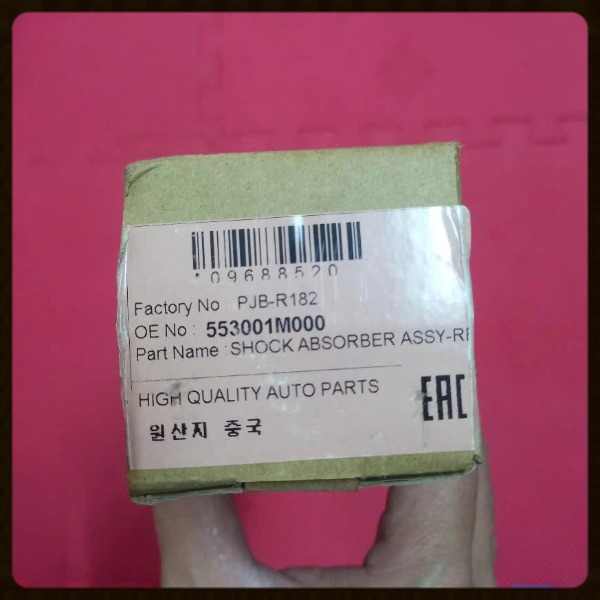 *09688520
Factory No : PJB-R182
OE No : 553001M000
Part Name : SHOCK ABSORBER ASSY-RR
HIGH QUALITY AUTO PARTS
EAC
원산지 중국